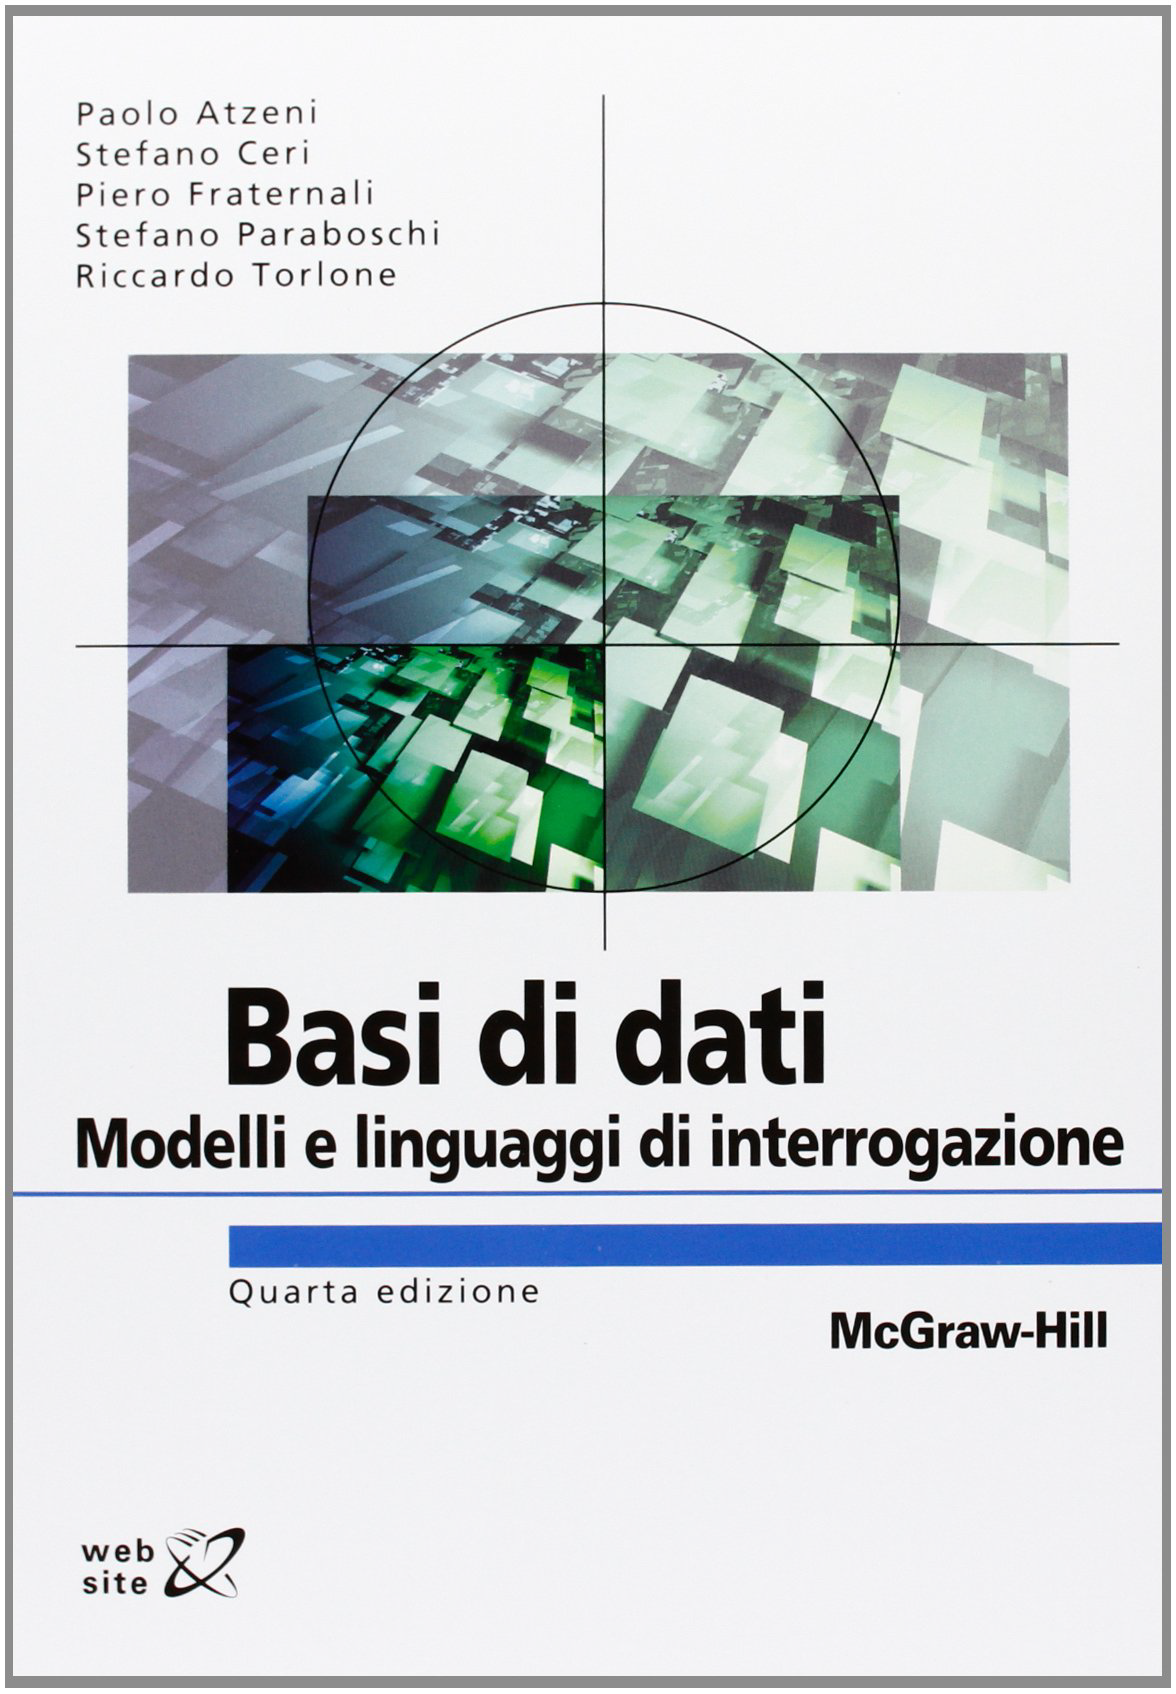 Paolo Atzeni
Stefano Ceri
Piero Fraternali
Stefano Paraboschi
Riccardo Torlone
Basi di dati
Modelli e linguaggi di interrogazione
Quarta edizione
McGraw-Hill
web
site